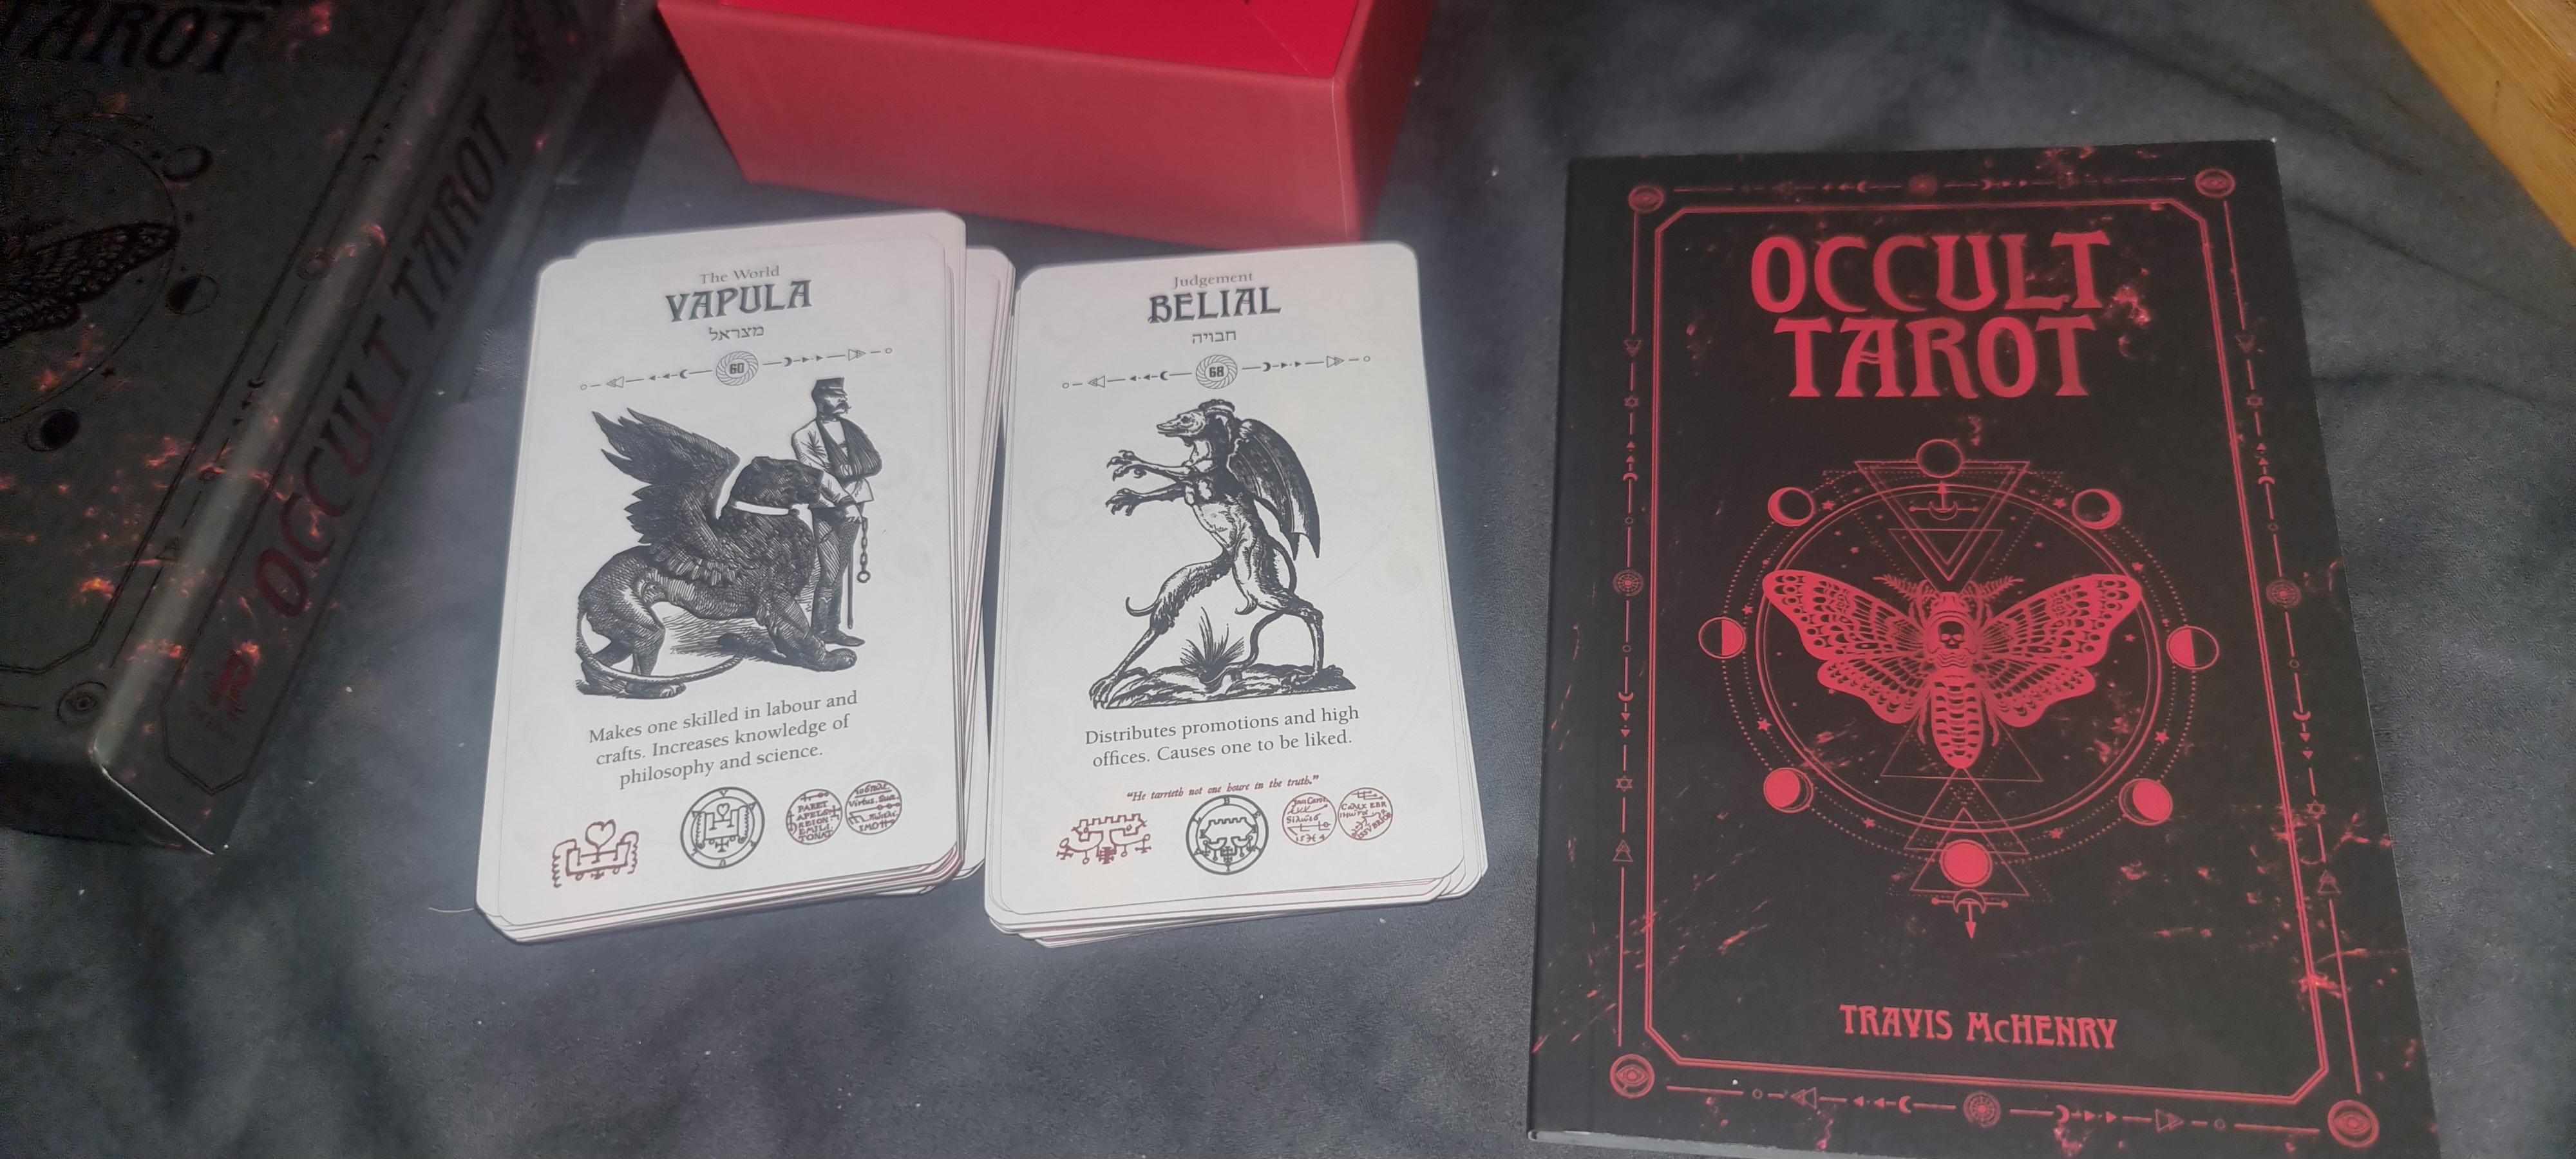 TAROT
OCCULT TAROT
The World
VAPULA
מצראל
60
Makes one skilled in labour and
crafts. Increases knowledge of
philosophy and science.
Judgement
BELIAL
חבויה
68
Distributes promotions and high
offices. Causes one to be liked.
“He tarrieth not one houre in the truth.”
OCCULT
TAROT
TRAVIS McHENRY